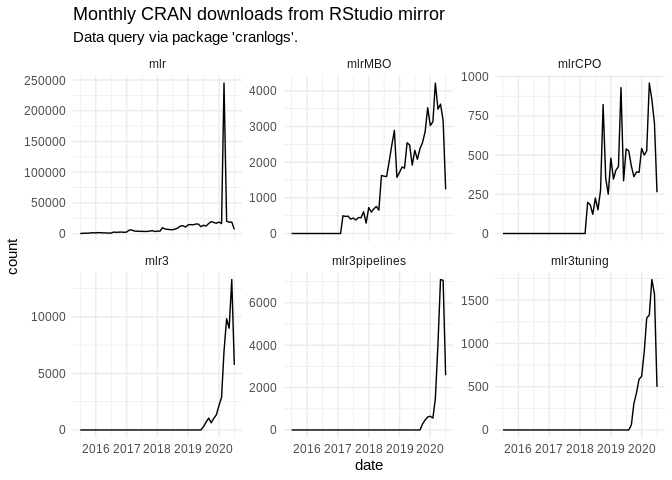 Monthly CRAN downloads from RStudio mirror
Data query via package 'cranlogs'.
mlr
mlrMBO
mlrCPO
250000
200000
150000
100000
50000
0
4000
3000
2000
1000
0
1000
750
500
250
0
count
mlr3
mlr3pipelines
mlr3tuning
10000
5000
0
6000
4000
2000
0
1500
1000
500
0
2016 2017 2018 2019 2020
2016 2017 2018 2019 2020
2016 2017 2018 2019 2020
date